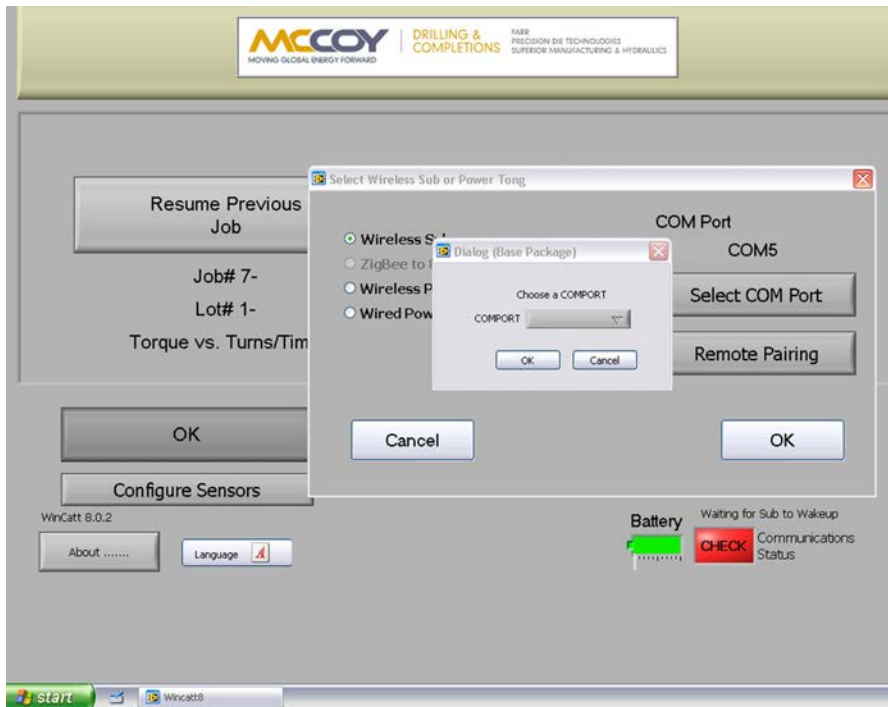 MCCOY
MOVING GLOBAL ENERGY FORWARD
DRILLING &
COMPLETIONS
FARR
PRECISION DIE TECHNOLOGIES
SUPERIOR MANUFACTURING & HYDRAULICS
Select Wireless Sub or Power Tong
Resume Previous
Job
Job# 7-
Lot# 1-
Torque vs. Turns/Tim
Wireless
ZigBee to
Wireless P
Wired Pow
Dialog (Base Package)
Choose a COMPORT
COMPORT
OK
Cancel
COM Port
COM5
Select COM Port
Remote Pairing
Cancel
OK
OK
Configure Sensors
WinCatt 8.0.2
About .......
Language A
Battery
Waiting for Sub to Wakeup
CHECK
Communications
Status
start
Wincatt8